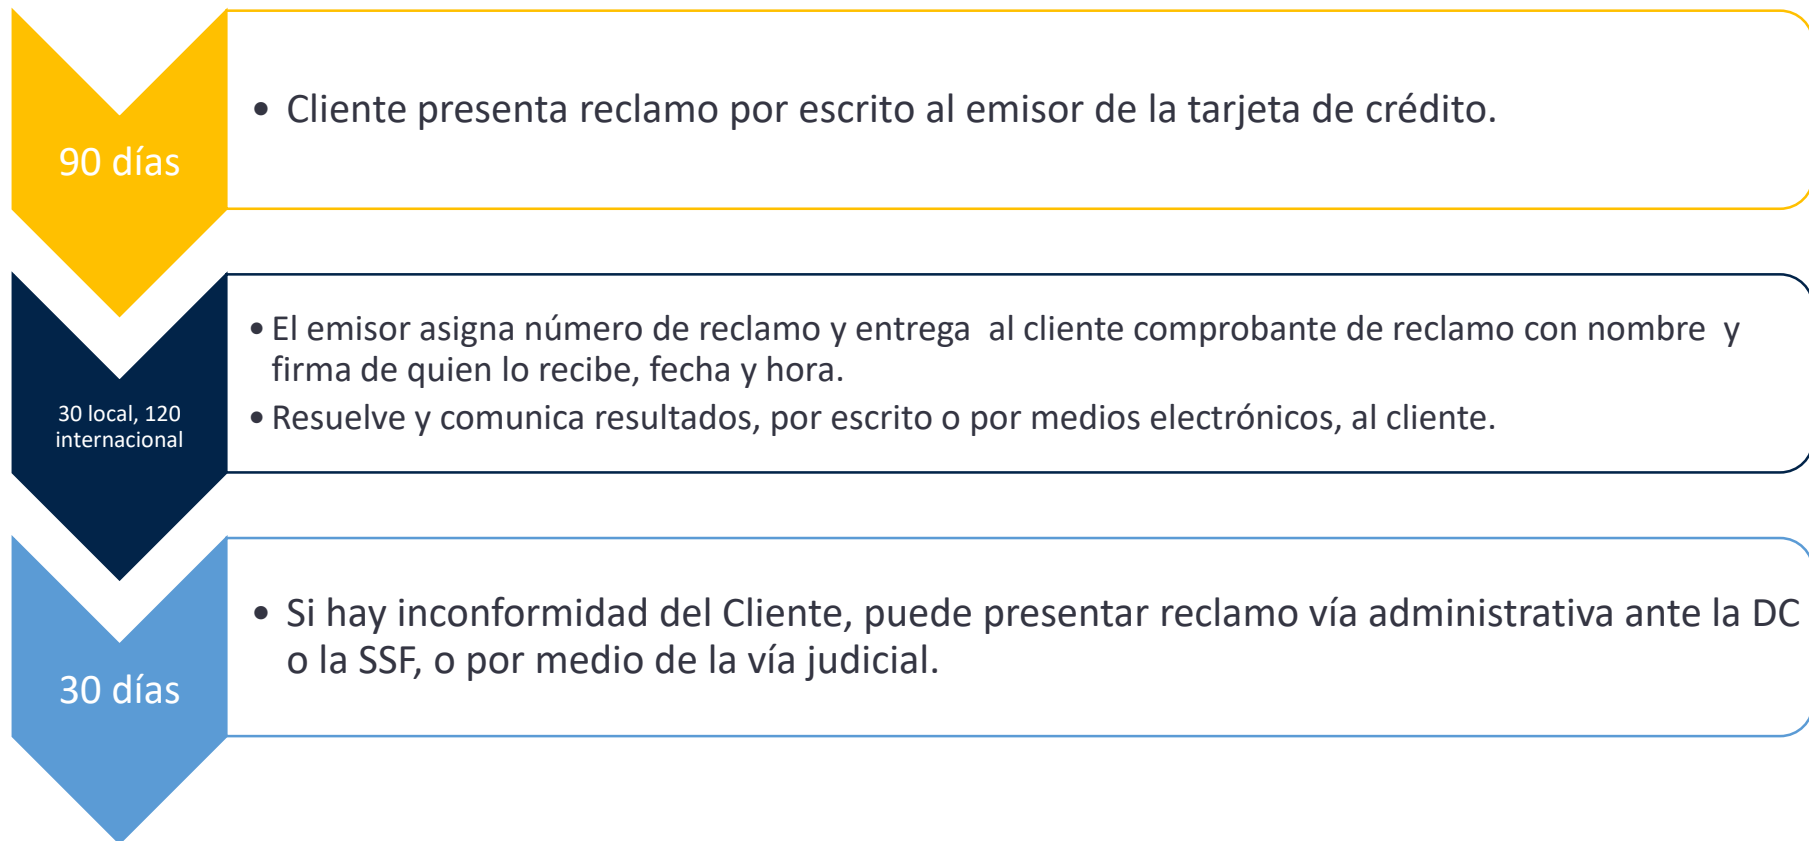 90 días
• Cliente presenta reclamo por escrito al emisor de la tarjeta de crédito.
30 local, 120
internacional
• El emisor asigna número de reclamo y entrega al cliente comprobante de reclamo con nombre y
firma de quien lo recibe, fecha y hora.
• Resuelve y comunica resultados, por escrito o por medios electrónicos, al cliente.
30 días
• Si hay inconformidad del Cliente, puede presentar reclamo vía administrativa ante la DC
o la SSF, o por medio de la vía judicial.